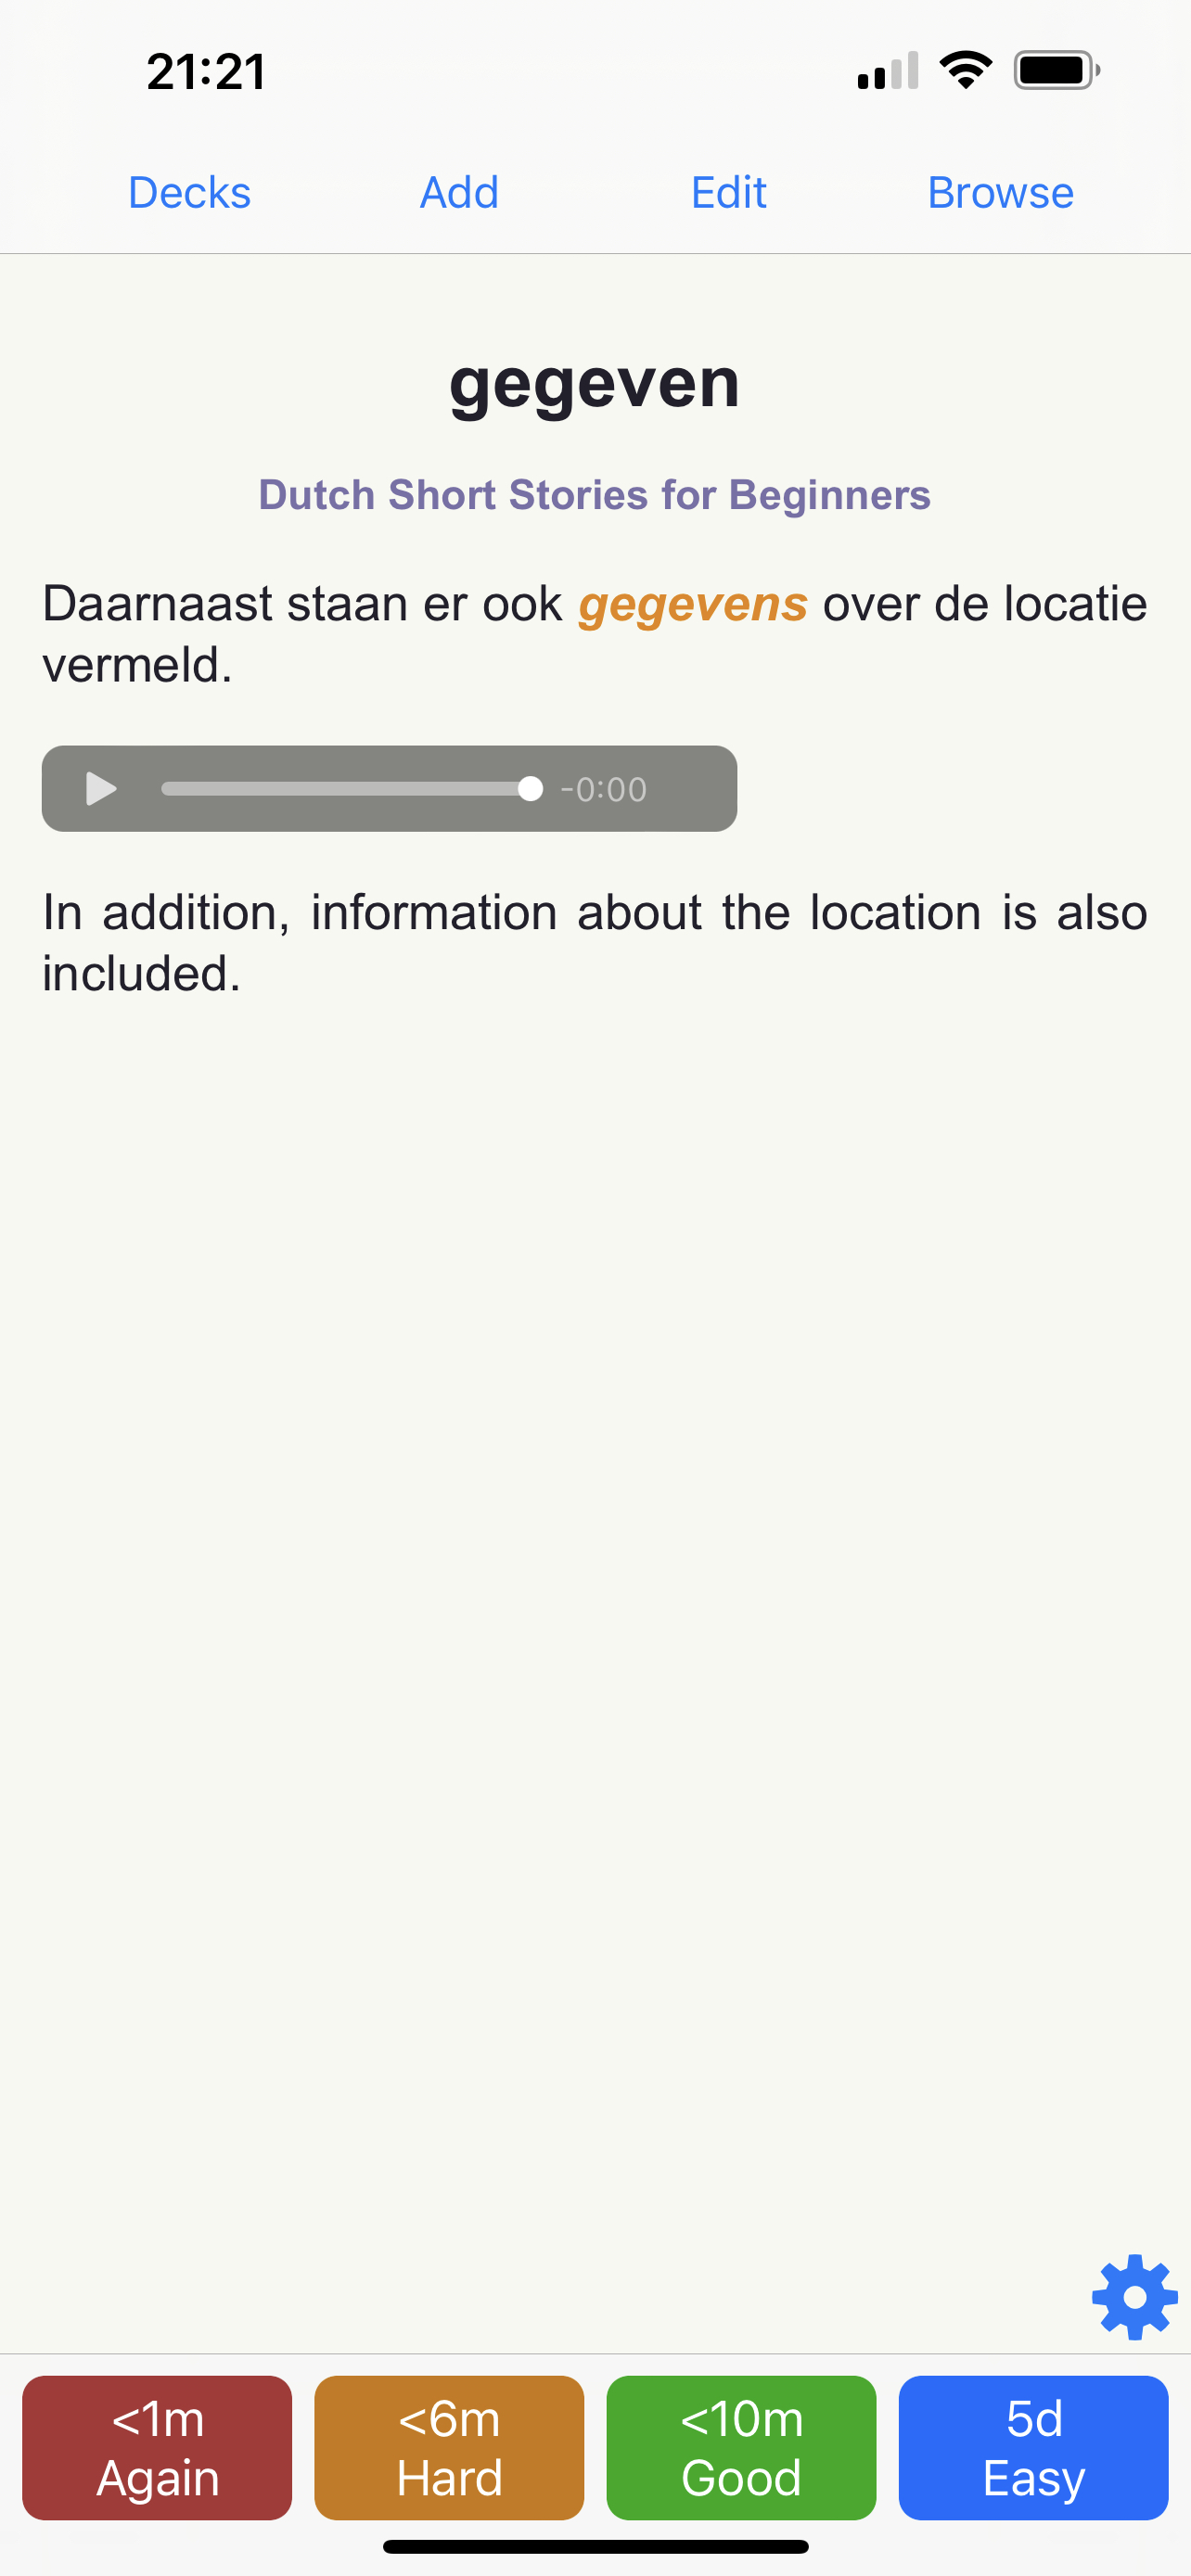 21:21
Decks Add Edit Browse
gegeven
Dutch Short Stories for Beginners
Daarnaast staan er ook gegevens over de locatie
vermeld.
-0:00
In addition, information about the location is also
included.
<1m <6m <10m 5d
Again Hard Good Easy